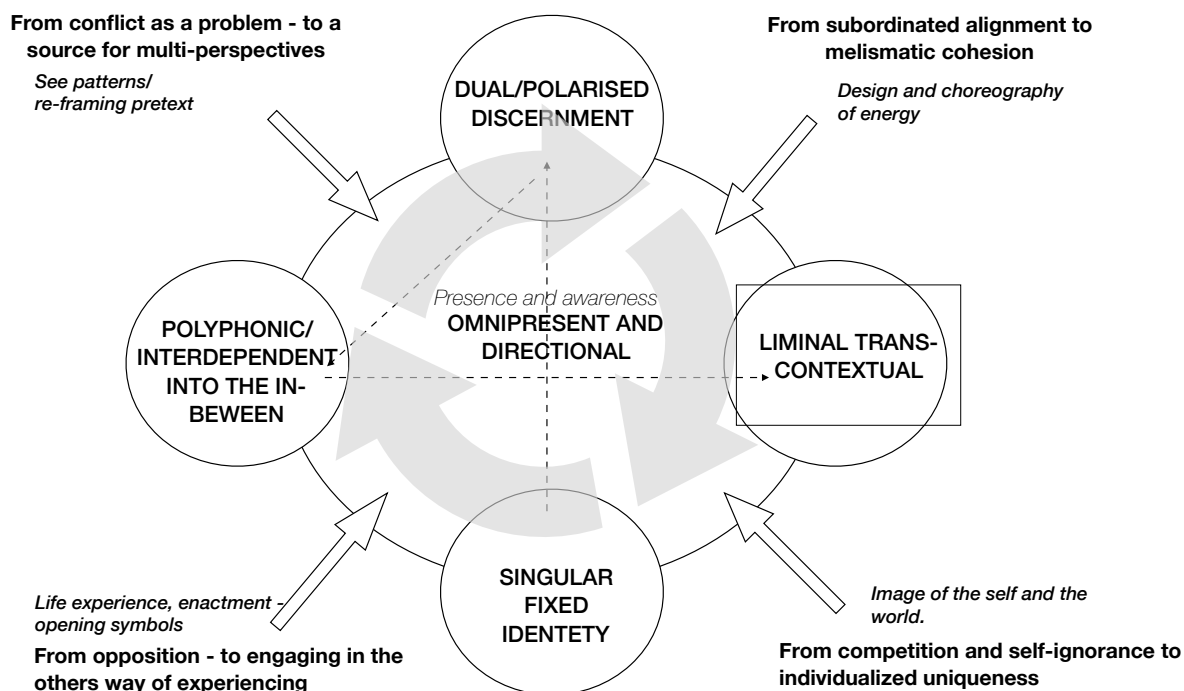 From conflict as a problem - to a
source for multi-perspectives
See patterns/
re-framing pretext
From subordinated alignment to
melismatic cohesion
Design and choreography
of energy
DUAL/POLARISED
DISCERNMENT
Presence and awareness
OMNIPRESENT AND
DIRECTIONAL
POLYPHONIC/
INTERDEPENDENT
INTO THE IN-
BEWEEN
LIMINAL TRANS-
CONTEXTUAL
SINGULAR
FIXED
IDENTETY
Life experience, enactment -
opening symbols
From opposition - to engaging in the
others way of experiencing
Image of the self and the
world.
From competition and self-ignorance to
individualized uniqueness